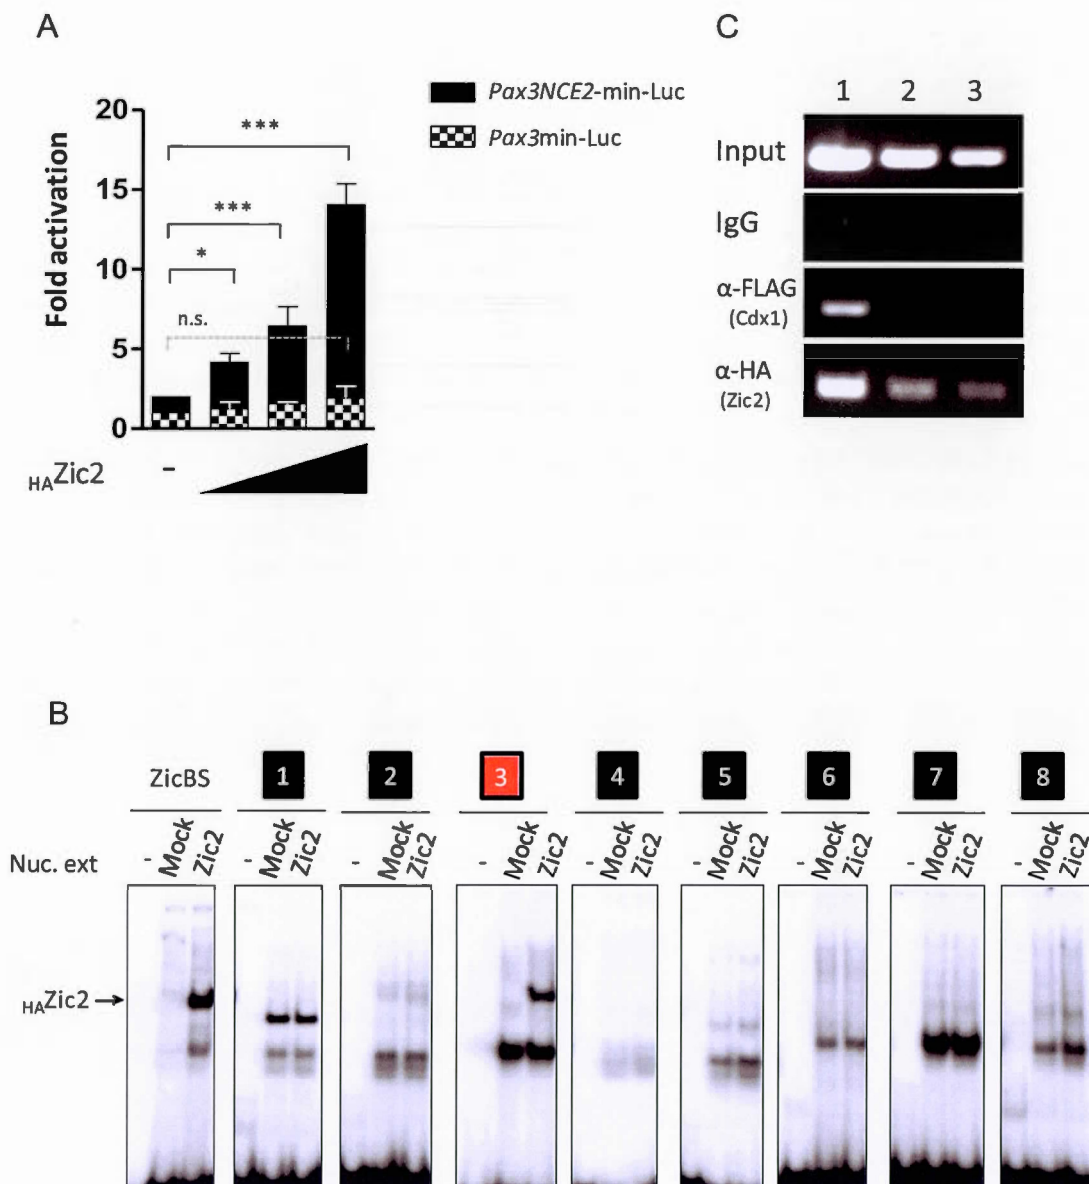 A
C
20
15
10
5
0
Fold activation
***
***
*
n.s.
Pax3NCE2-min-Luc
Pax3min-Luc
HAZic2
-
1 2 3
Input
IgG
α-FLAG
(Cdx1)
α-HA
(Zic2)
B
ZicBS 1 2 3 4 5 6 7 8
Nuc. ext - Mock Zic2 - Mock Zic2 - Mock Zic2 - Mock Zic2 - Mock Zic2 - Mock Zic2 - Mock Zic2 - Mock Zic2 - Mock Zic2
HAZic2